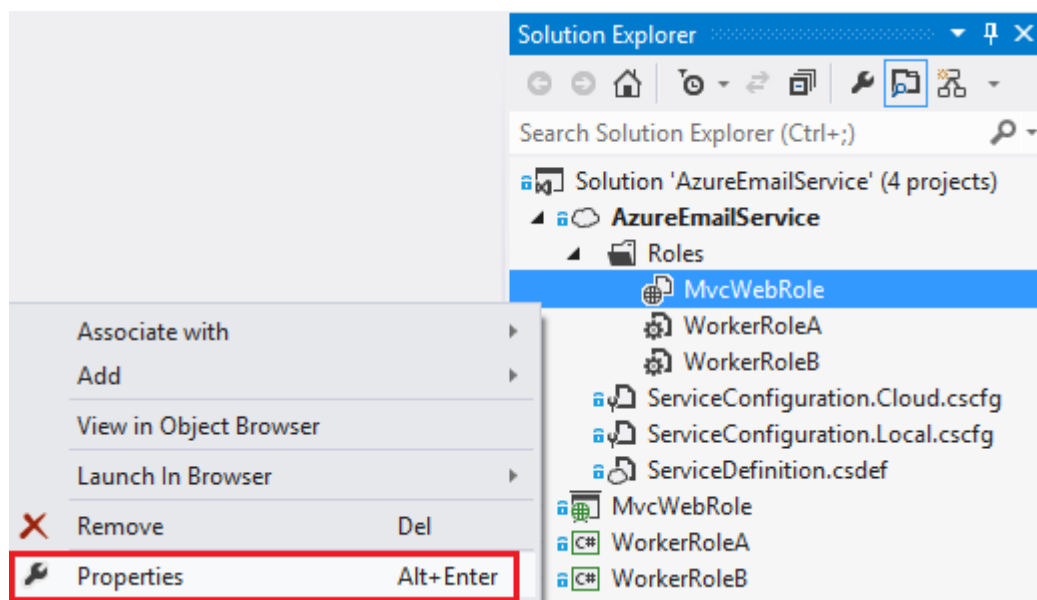 Solution Explorer
Search Solution Explorer (Ctrl+;)
Solution 'AzureEmailService' (4 projects)
AzureEmailService
Roles
MvcWebRole
WorkerRoleA
WorkerRoleB
ServiceConfiguration.Cloud.cscfg
ServiceConfiguration.Local.cscfg
ServiceDefinition.csdef
MvcWebRole
C# WorkerRoleA
C# WorkerRoleB
Associate with
Add
View in Object Browser
Launch In Browser
Remove Del
Properties Alt+Enter